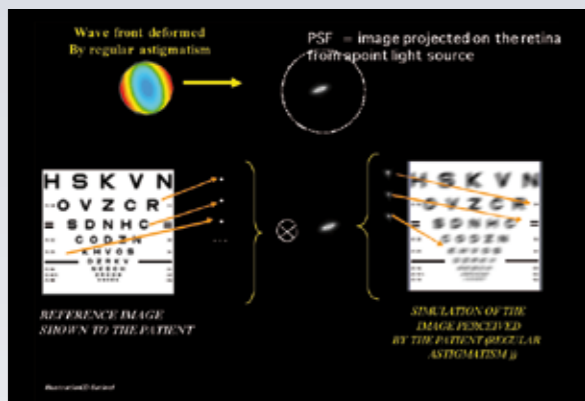 Wave front deformed
By regular astigmatism
PSF – image projected on the retina
from apoint light source
H S K V N
O V Z C R
S D N H C
C O D Z N
K H V O S
O Z R K V
H S K V N
O V Z C R
S D N H C
C O D Z N
REFERENCE IMAGE
SHOWN TO THE PATIENT
SIMULATION OF THE
IMAGE PERCEIVED
BY THE PATIENT (REGULAR
ASTIGMATISM ))